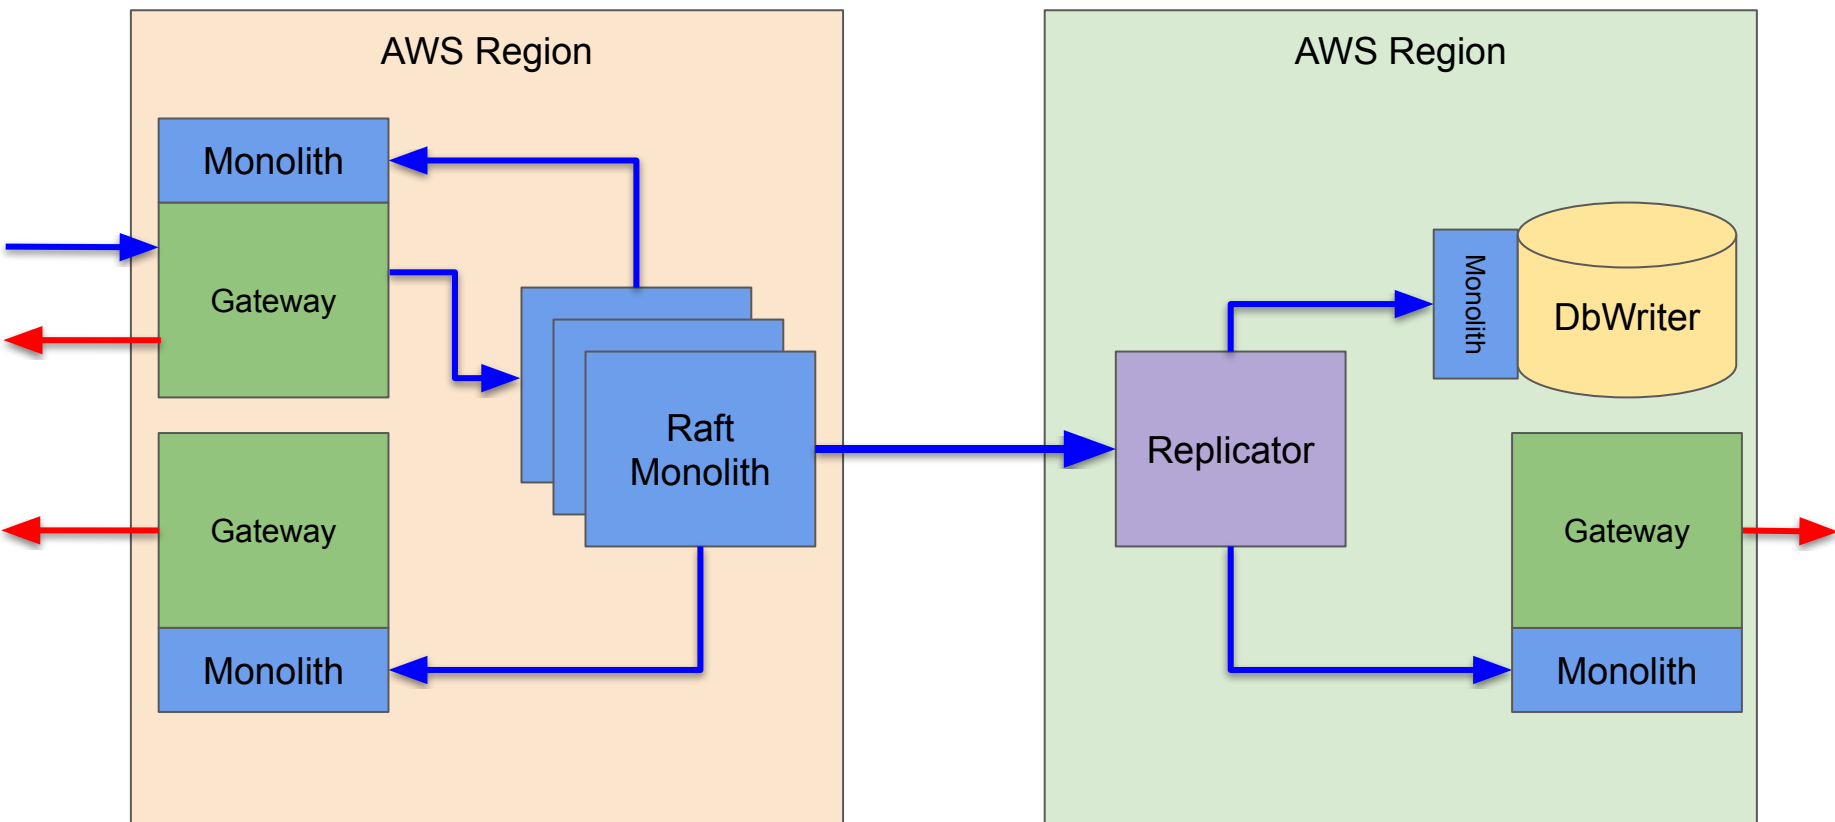 AWS Region
Monolith
Gateway
Gateway
Monolith
Raft
Monolith
AWS Region
Replicator
Monolith
DbWriter
Gateway
Monolith